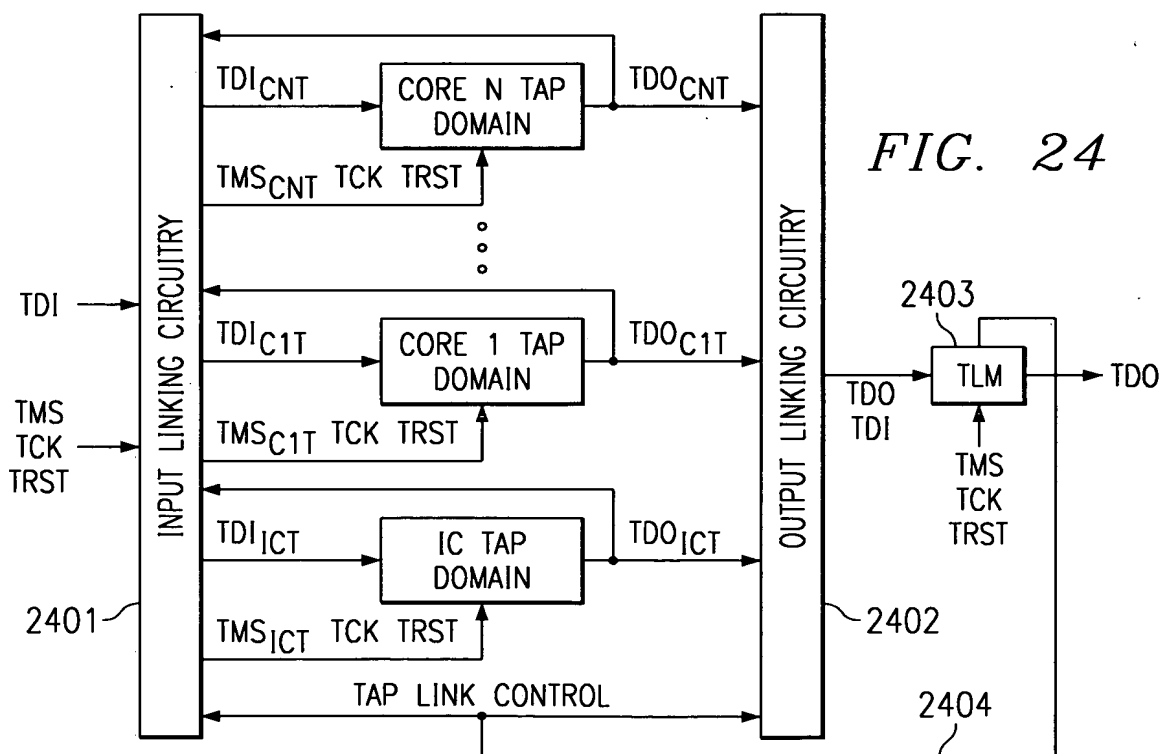 TDI
TMS
TCK
TRST
INPUT LINKING CIRCUITRY
2401
TDI_CNT
CORE N TAP
DOMAIN
TDO_CNT
TMS_CNT TCK TRST
TDI_C1T
CORE 1 TAP
DOMAIN
TDO_C1T
TMS_C1T TCK TRST
TDI_ICT
IC TAP
DOMAIN
TDO_ICT
TMS_ICT TCK TRST
TAP LINK CONTROL
OUTPUT LINKING CIRCUITRY
2402
FIG. 24
2403
TLM
TDO
TDO
TDI
TMS
TCK
TRST
2404